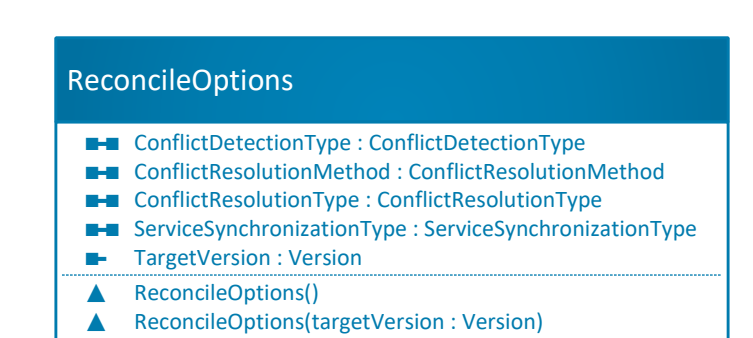 ReconcileOptions
ConflictDetectionType : ConflictDetectionType
ConflictResolutionMethod : ConflictResolutionMethod
ConflictResolutionType : ConflictResolutionType
ServiceSynchronizationType : ServiceSynchronizationType
TargetVersion : Version
ReconcileOptions()
ReconcileOptions(targetVersion : Version)